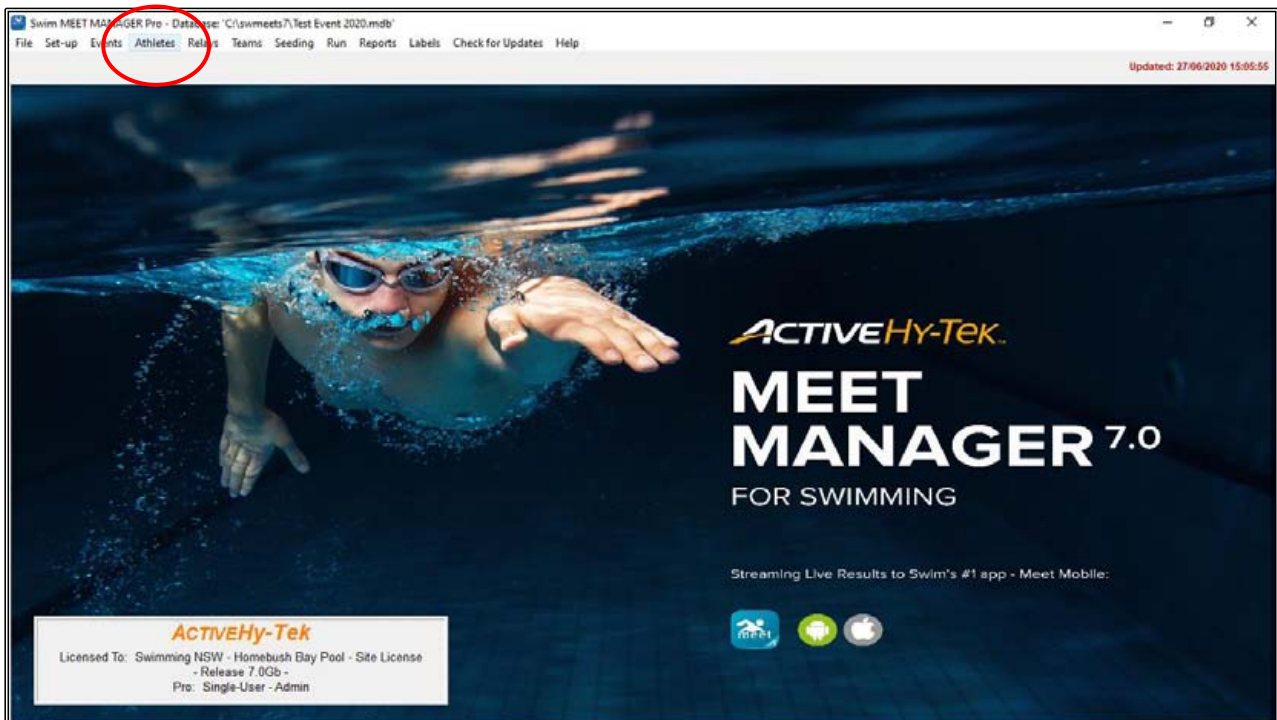 Swim MEET MANAGER Pro - Database: 'C:\swmeets7\Test Event 2020.mdb'
File Set-up Events Athletes Relays Teams Seeding Run Reports Labels Check for Updates Help
Updated: 27/06/2020 15:05:55
ACTIVEHY-TEK
MEET
MANAGER 7.0
FOR SWIMMING
Streaming Live Results to Swim's #1 app - Meet Mobile:
meet
ACTIVEHy-Tek
Licensed To: Swimming NSW - Homebush Bay Pool - Site License
- Release 7.0Gb -
Pro: Single-User - Admin